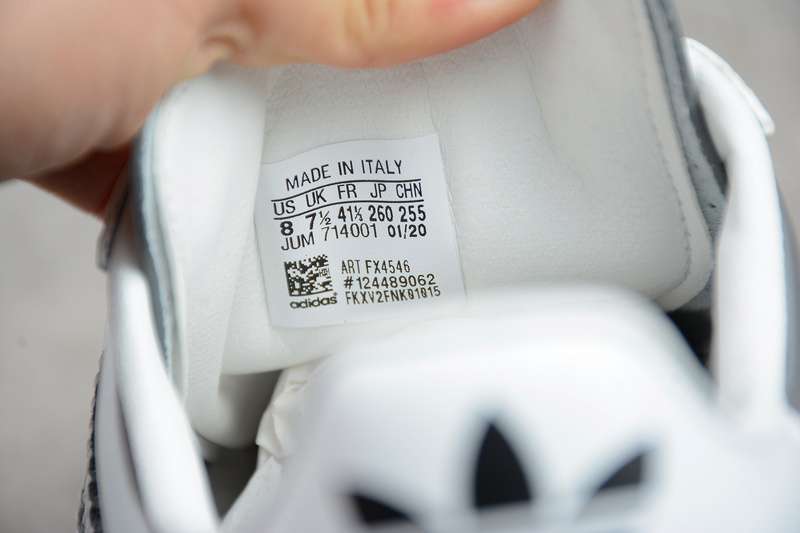 MADE IN ITALY
US UK FR JP CHN
8 7½ 41⅓ 260 255
JUM 714001 01/20
ART FX4546
#124489062
FKXV2FNK01015
adidas